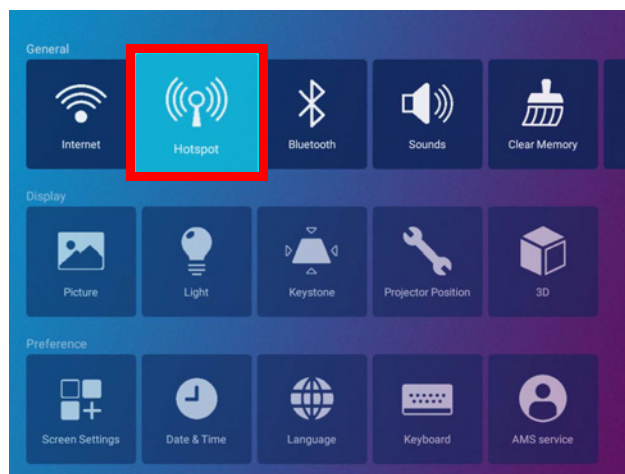 General
Internet
Hotspot
Bluetooth
Sounds
Clear Memory
Display
Picture
Light
Keystone
Projector Position
3D
Preference
Screen Settings
Date & Time
Language
Keyboard
AMS service